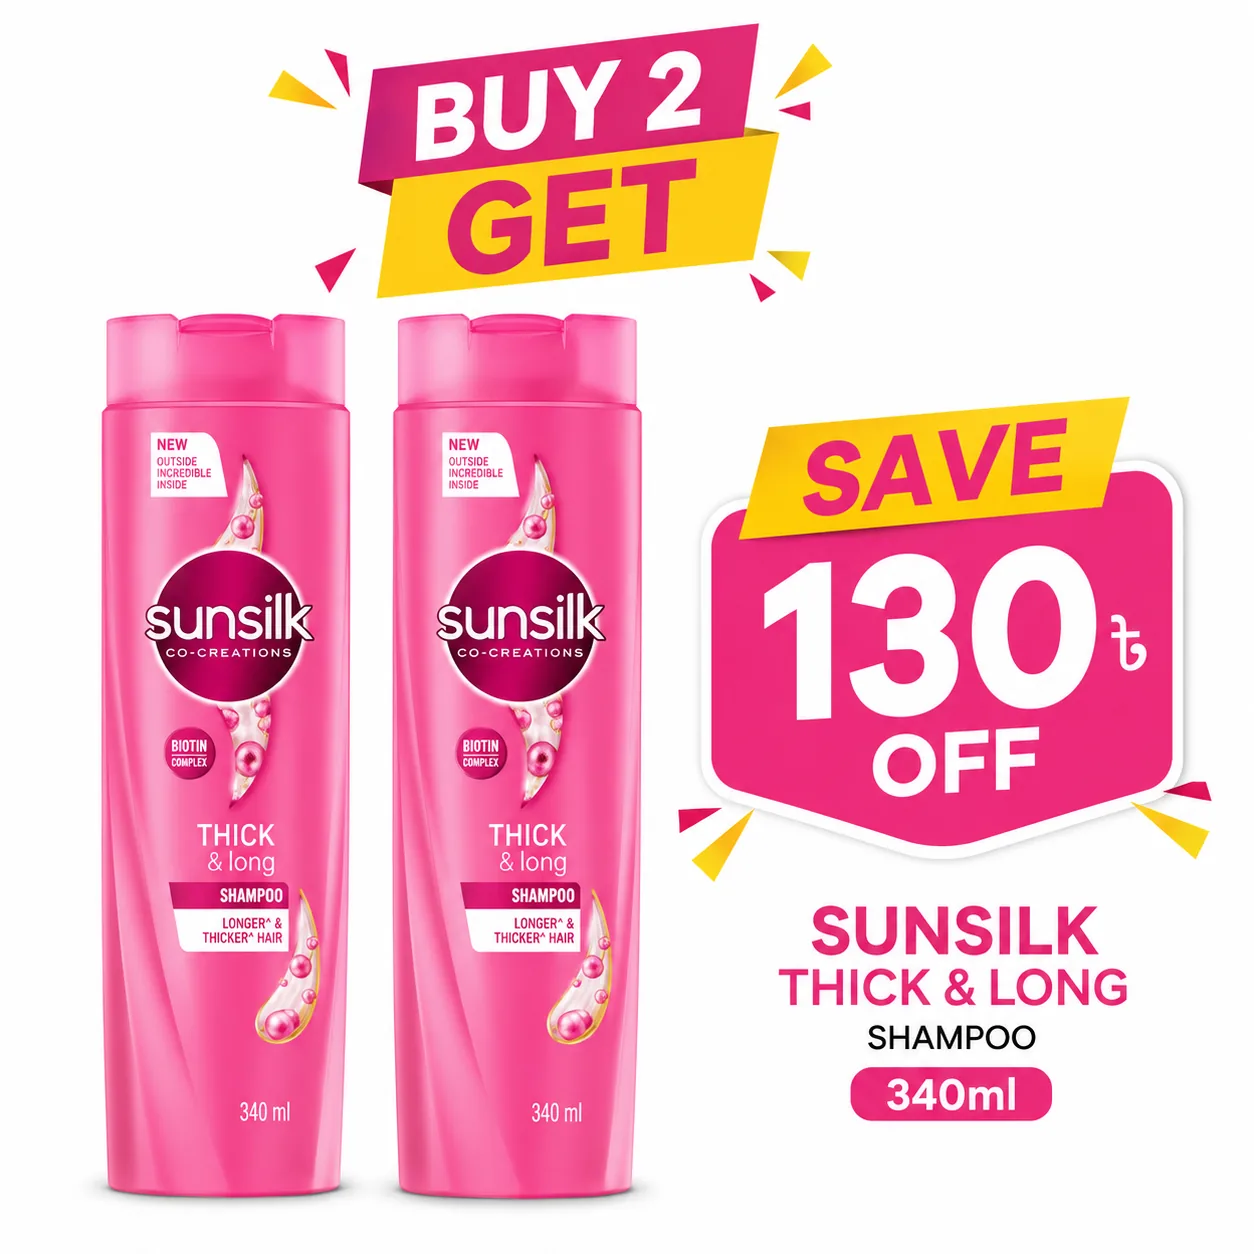 BUY 2
GET
NEW
OUTSIDE
INCREDIBLE
INSIDE
sunsilk
CO-CREATIONS
BIOTIN
COMPLEX
THICK
& long
SHAMPOO
LONGER^ &
THICKER^ HAIR
340 ml
NEW
OUTSIDE
INCREDIBLE
INSIDE
sunsilk
CO-CREATIONS
BIOTIN
COMPLEX
THICK
& long
SHAMPOO
LONGER^ &
THICKER^ HAIR
340 ml
SAVE
130৳
OFF
SUNSILK
THICK & LONG
SHAMPOO
340ml